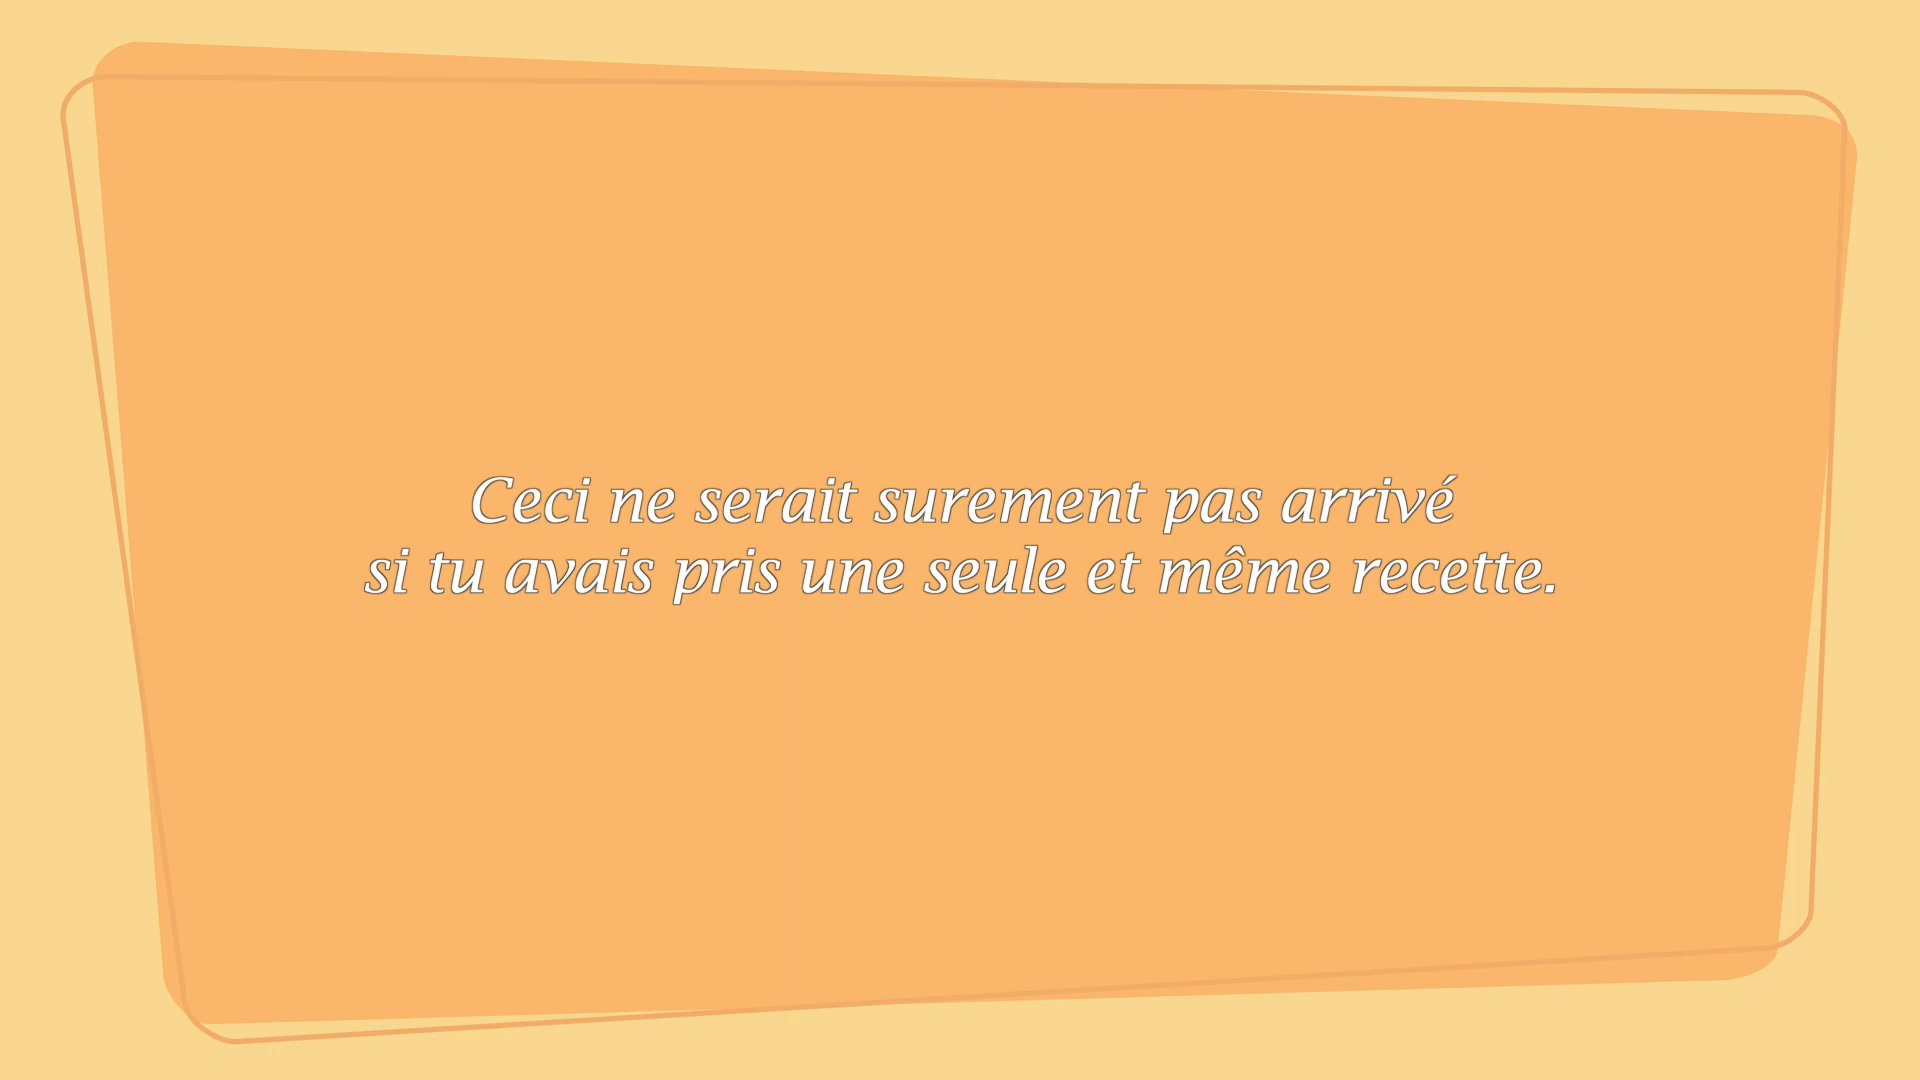 Ceci ne serait surement pas arrivé
si tu avais pris une seule et même recette.